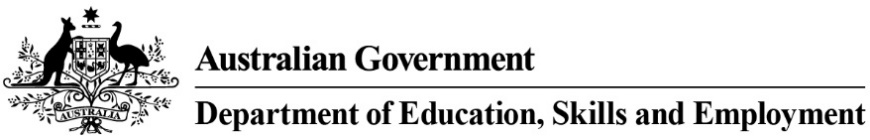 Australian Government
Department of Education, Skills and Employment
AUSTRALIA